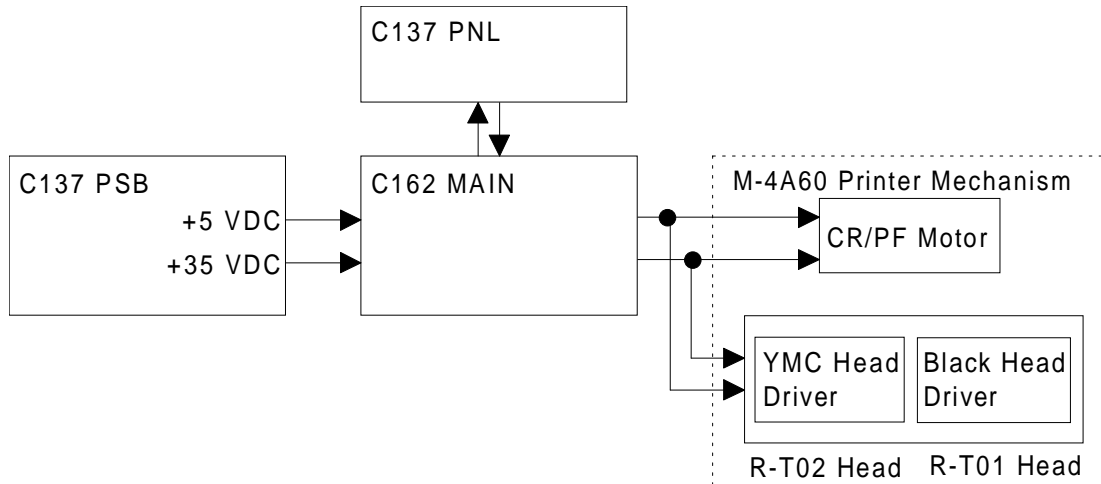 C137 PNL
C137 PSB
+5 VDC
+35 VDC
C162 MAIN
M-4A60 Printer Mechanism
CR/PF Motor
YMC Head
Driver
Black Head
Driver
R-T02 Head
R-T01 Head